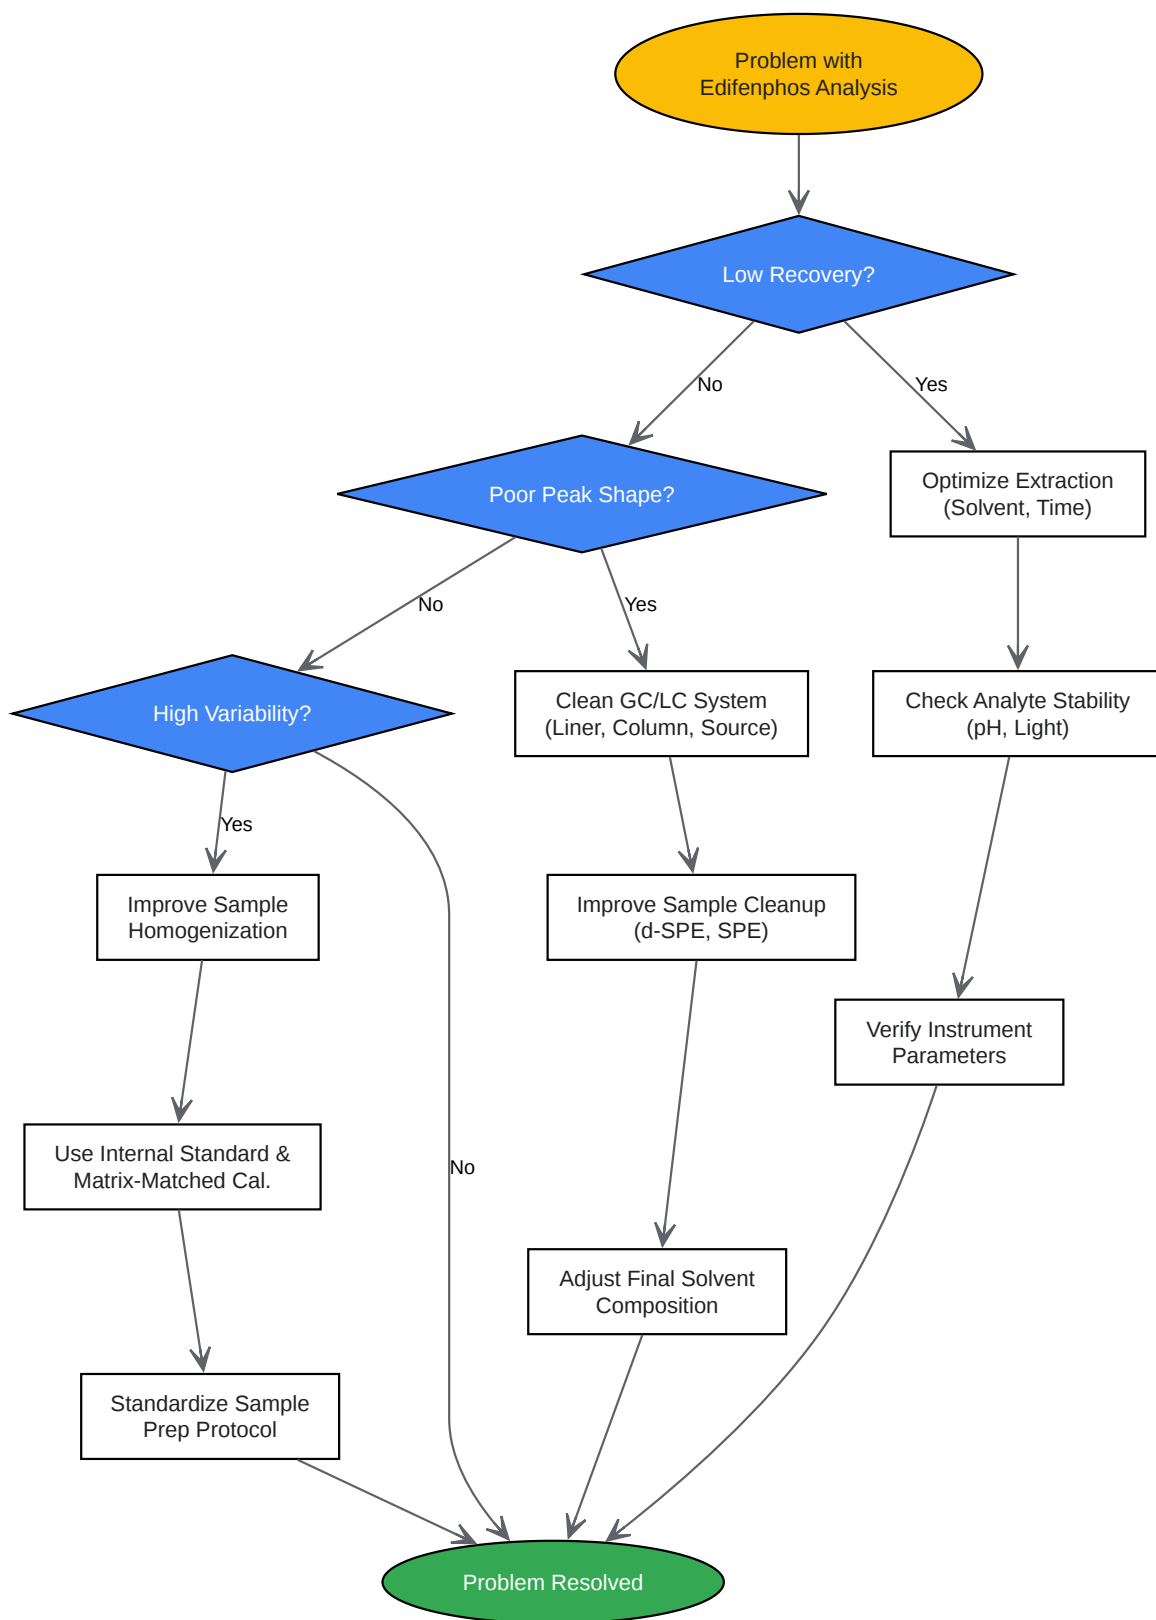 Problem with
Edifenphos Analysis
Low Recovery?
No
Yes
Poor Peak Shape?
Optimize Extraction
(Solvent, Time)
No
Yes
High Variability?
Clean GC/LC System
(Liner, Column, Source)
Check Analyte Stability
(pH, Light)
Yes
Improve Sample
Homogenization
Improve Sample Cleanup
(d-SPE, SPE)
Verify Instrument
Parameters
Use Internal Standard &
Matrix-Matched Cal.
No
Adjust Final Solvent
Composition
Standardize Sample
Prep Protocol
Problem Resolved